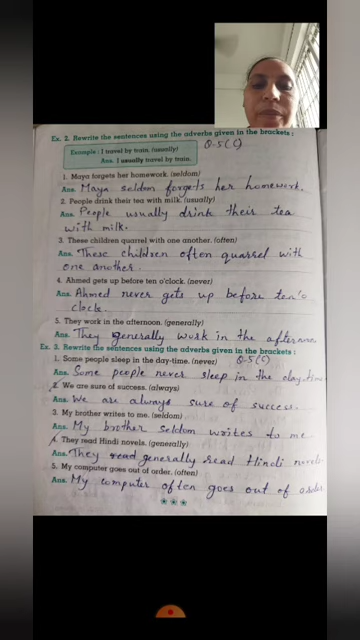 Q-5(C)
Ex. 2. Rewrite the sentences using the adverbs given in the brackets :
Example : I travel by train. (usually)
Ans. I usually travel by train.
1. Maya forgets her homework. (seldom)
Ans. Maya seldom forgets her homework.
2. People drink their tea with milk. (usually)
Ans. People usually drink their tea
with milk.
3. These children quarrel with one another. (often)
Ans. These children often quarrel with
one another.
4. Ahmed gets up before ten o'clock. (never)
Ans. Ahmed never gets up before ten o'
clock.
5. They work in the afternoon. (generally)
Ans. They generally work in the afternoon
Ex. 3. Rewrite the sentences using the adverbs given in the brackets :
1. Some people sleep in the day-time. (never) Q-5(C)
Ans. Some people never sleep in the day-time
2. We are sure of success. (always)
Ans. We are always sure of success.
3. My brother writes to me. (seldom)
Ans. My brother seldom writes to me
4. They read Hindi novels. (generally)
Ans. They read generally read Hindi novels
5. My computer goes out of order. (often)
Ans. My computer often goes out of order